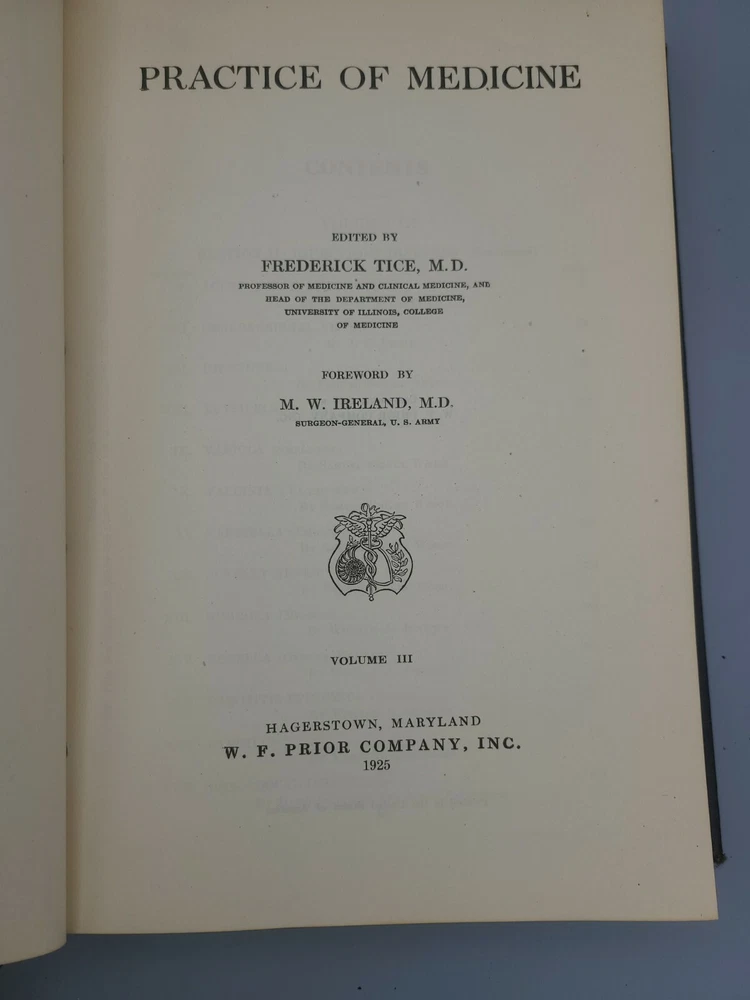 PRACTICE OF MEDICINE
EDITED BY
FREDERICK TICE, M.D.
PROFESSOR OF MEDICINE AND CLINICAL MEDICINE, AND
HEAD OF THE DEPARTMENT OF MEDICINE,
UNIVERSITY OF ILLINOIS, COLLEGE
OF MEDICINE
FOREWORD BY
M. W. IRELAND, M.D.
SURGEON-GENERAL, U. S. ARMY
VOLUME III
HAGERSTOWN, MARYLAND
W. F. PRIOR COMPANY, INC.
1925